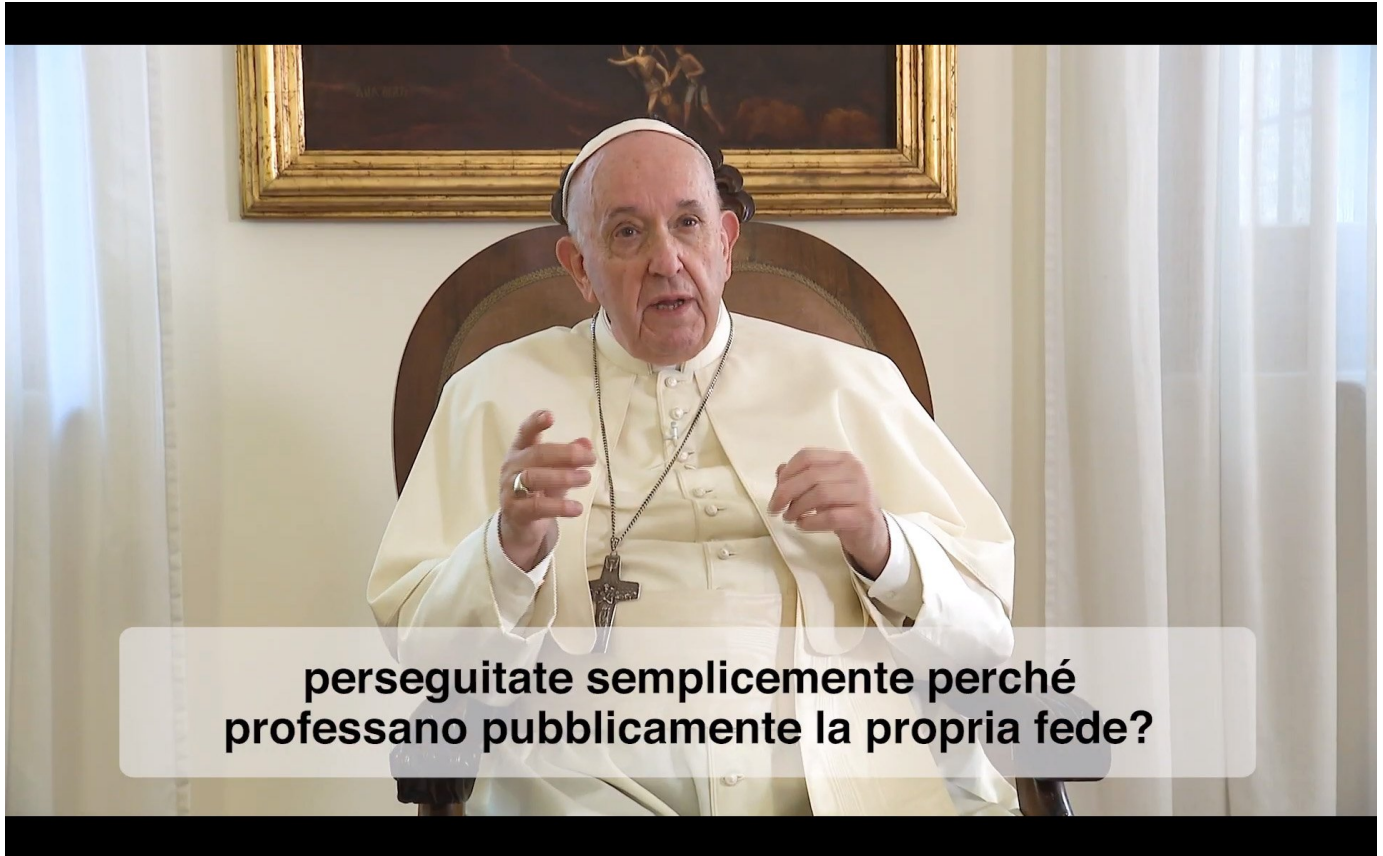 perseguitate semplicemente perché
professano pubblicamente la propria fede?